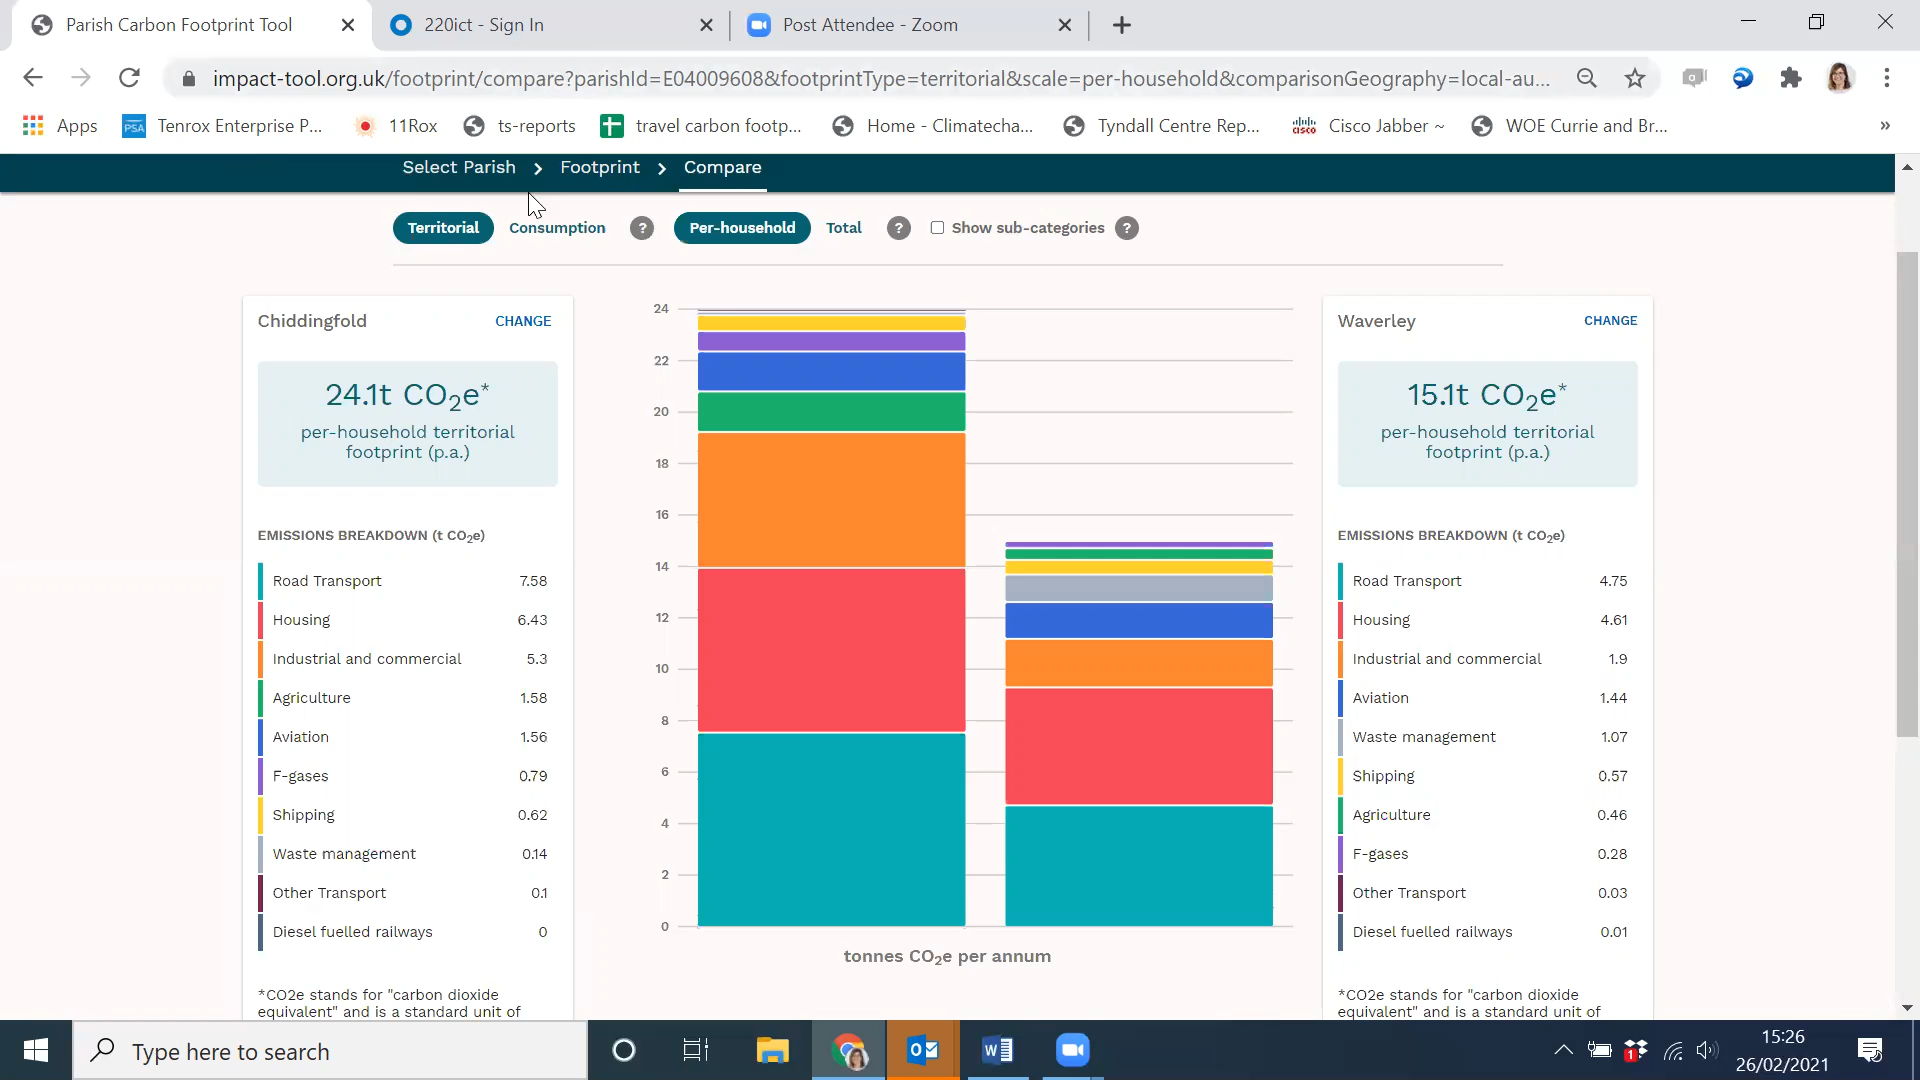 Parish Carbon Footprint Tool
220ict - Sign In
Post Attendee - Zoom
impact-tool.org.uk/footprint/compare?parishId=E04009608&footprintType=territorial&scale=per-household&comparisonGeography=local-au...
Apps
PSA
Tenrox Enterprise P...
11Rox
ts-reports
travel carbon footp...
Home - Climatecha...
Tyndall Centre Rep...
CISCO
Cisco Jabber ~
WOE Currie and Br...
»
Select Parish > Footprint > Compare
Territorial
Consumption
?
Per-household
Total
?
Show sub-categories
?
Chiddingfold
CHANGE
24.1t CO₂e*
per-household territorial
footprint (p.a.)
EMISSIONS BREAKDOWN (t CO₂e)
Road Transport 7.58
Housing 6.43
Industrial and commercial 5.3
Agriculture 1.58
Aviation 1.56
F-gases 0.79
Shipping 0.62
Waste management 0.14
Other Transport 0.1
Diesel fuelled railways 0
*CO2e stands for "carbon dioxide
equivalent" and is a standard unit of
24
22
20
18
16
14
12
10
8
6
4
2
0
tonnes CO₂e per annum
Waverley
CHANGE
15.1t CO₂e*
per-household territorial
footprint (p.a.)
EMISSIONS BREAKDOWN (t CO₂e)
Road Transport 4.75
Housing 4.61
Industrial and commercial 1.9
Aviation 1.44
Waste management 1.07
Shipping 0.57
Agriculture 0.46
F-gases 0.28
Other Transport 0.03
Diesel fuelled railways 0.01
*CO2e stands for "carbon dioxide
equivalent" and is a standard unit of
Type here to search
1
15:26
26/02/2021